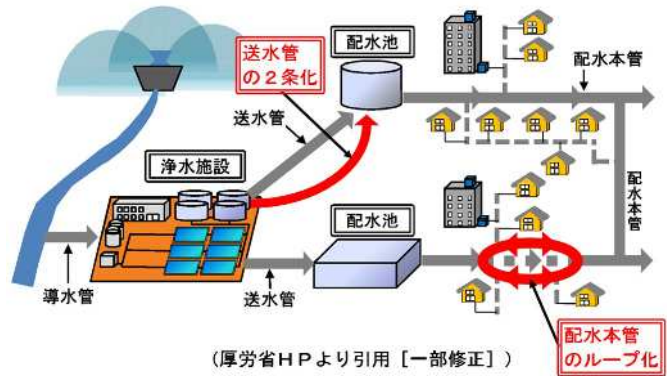 送水管
の２条化
配水池
配水本管
送水管
浄水施設
配水池
配水本管
導水管
送水管
配水本管
のループ化
(厚労省ＨＰより引用［一部修正］)